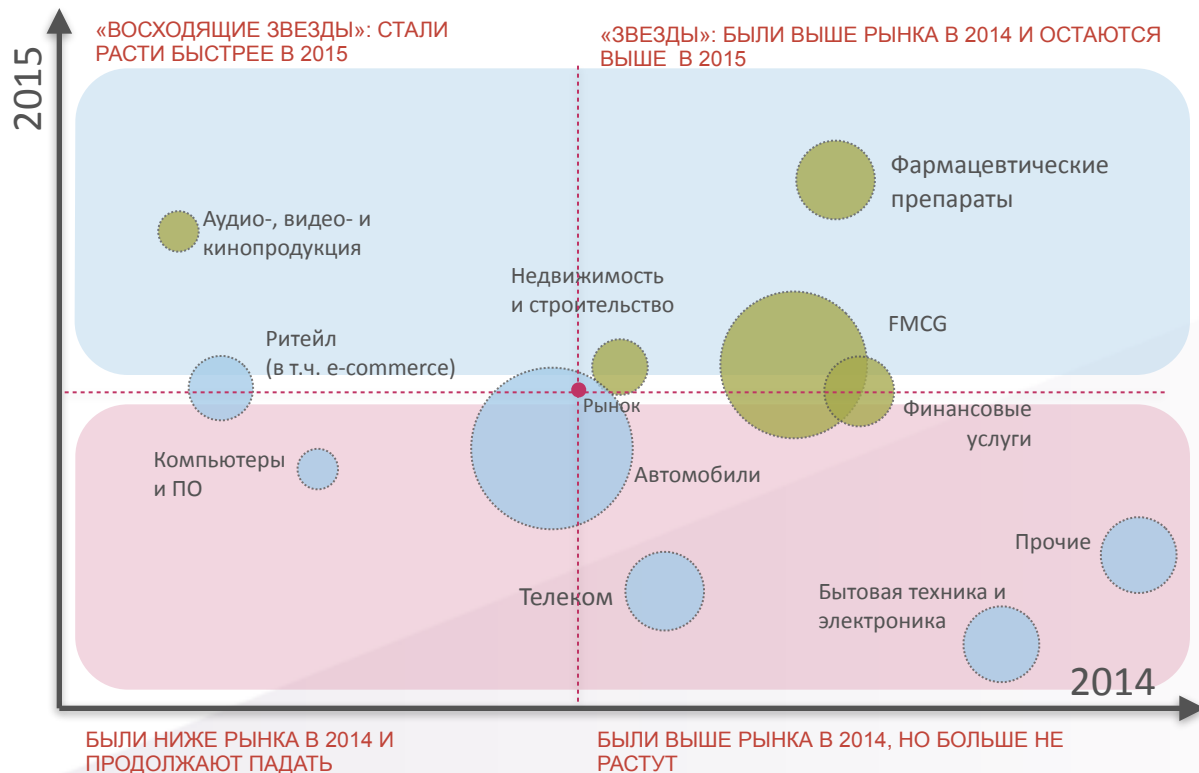 «ВОСХОДЯЩИЕ ЗВЕЗДЫ»: СТАЛИ
РАСТИ БЫСТРЕЕ В 2015
«ЗВЕЗДЫ»: БЫЛИ ВЫШЕ РЫНКА В 2014 И ОСТАЮТСЯ
ВЫШЕ В 2015
2015
Фармацевтические
препараты
Аудио-, видео- и
кинопродукция
Недвижимость
и строительство
FMCG
Ритейл
(в т.ч. e-commerce)
Рынок
Финансовые
услуги
Компьютеры
и ПО
Автомобили
Прочие
Телеком
Бытовая техника и
электроника
2014
БЫЛИ НИЖЕ РЫНКА В 2014 И
ПРОДОЛЖАЮТ ПАДАТЬ
БЫЛИ ВЫШЕ РЫНКА В 2014, НО БОЛЬШЕ НЕ
РАСТУТ